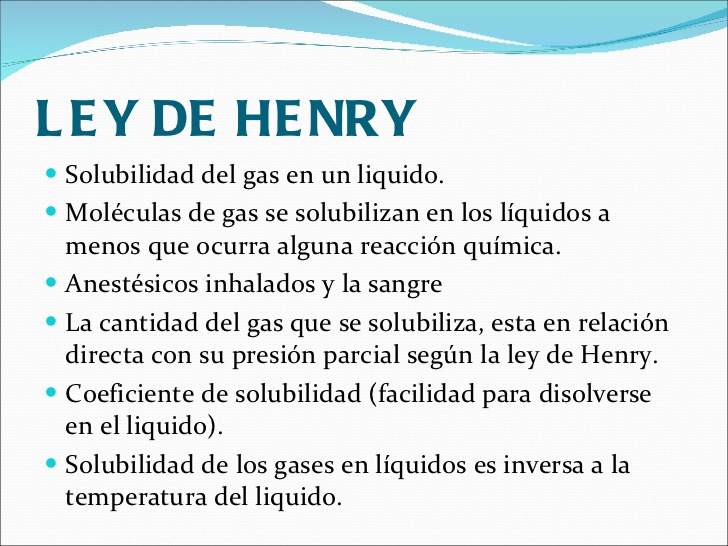 LEY DE HENRY
Solubilidad del gas en un liquido.
Moléculas de gas se solubilizan en los líquidos a
menos que ocurra alguna reacción química.
Anestésicos inhalados y la sangre
La cantidad del gas que se solubiliza, esta en relación
directa con su presión parcial según la ley de Henry.
Coeficiente de solubilidad (facilidad para disolverse
en el liquido).
Solubilidad de los gases en líquidos es inversa a la
temperatura del liquido.